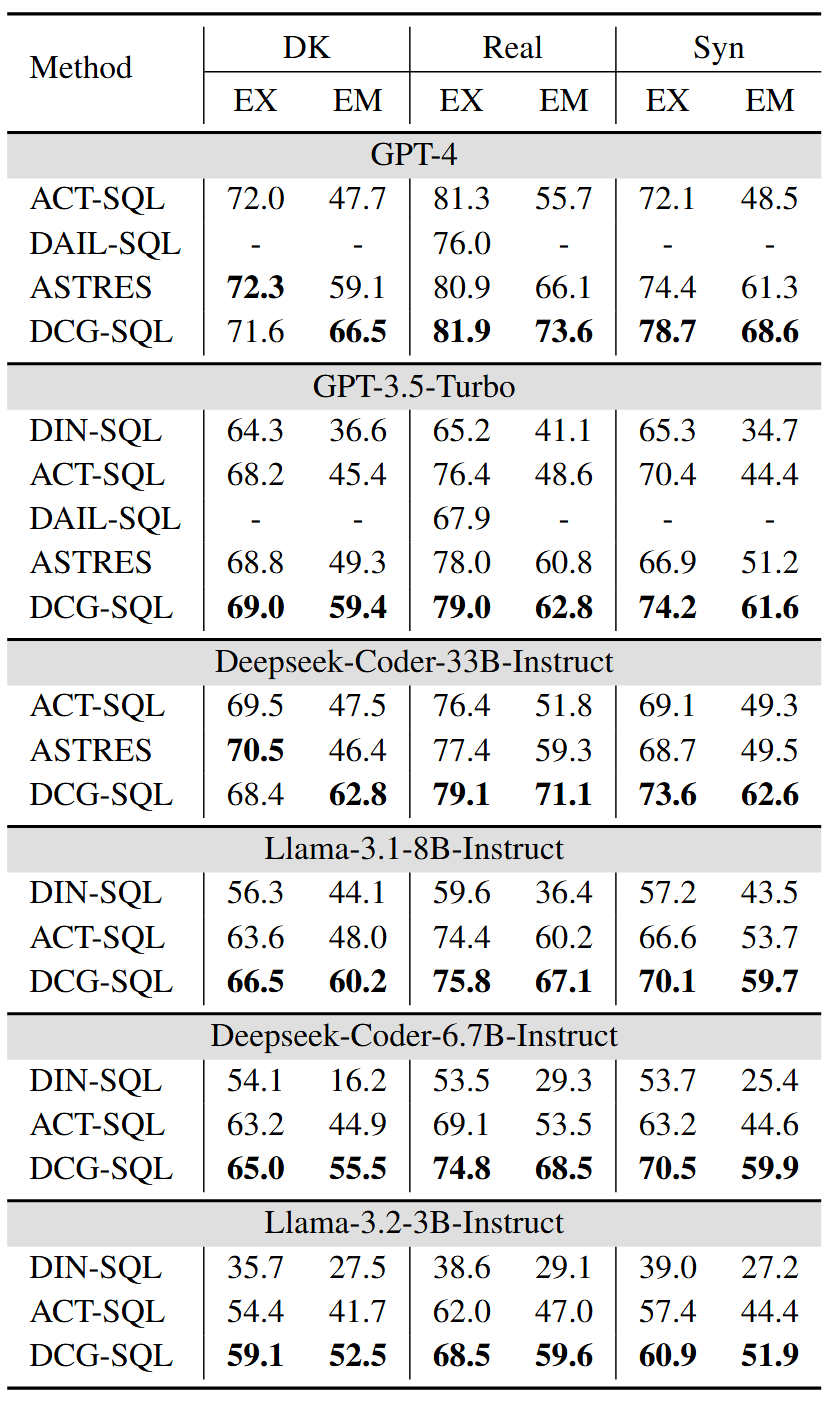 Method DK Real Syn
EX EM EX EM EX EM
GPT-4
ACT-SQL 72.0 47.7 81.3 55.7 72.1 48.5
DAIL-SQL - - 76.0 - - -
ASTRES 72.3 59.1 80.9 66.1 74.4 61.3
DCG-SQL 71.6 66.5 81.9 73.6 78.7 68.6
GPT-3.5-Turbo
DIN-SQL 64.3 36.6 65.2 41.1 65.3 34.7
ACT-SQL 68.2 45.4 76.4 48.6 70.4 44.4
DAIL-SQL - - 67.9 - - -
ASTRES 68.8 49.3 78.0 60.8 66.9 51.2
DCG-SQL 69.0 59.4 79.0 62.8 74.2 61.6
Deepseek-Coder-33B-Instruct
ACT-SQL 69.5 47.5 76.4 51.8 69.1 49.3
ASTRES 70.5 46.4 77.4 59.3 68.7 49.5
DCG-SQL 68.4 62.8 79.1 71.1 73.6 62.6
Llama-3.1-8B-Instruct
DIN-SQL 56.3 44.1 59.6 36.4 57.2 43.5
ACT-SQL 63.6 48.0 74.4 60.2 66.6 53.7
DCG-SQL 66.5 60.2 75.8 67.1 70.1 59.7
Deepseek-Coder-6.7B-Instruct
DIN-SQL 54.1 16.2 53.5 29.3 53.7 25.4
ACT-SQL 63.2 44.9 69.1 53.5 63.2 44.6
DCG-SQL 65.0 55.5 74.8 68.5 70.5 59.9
Llama-3.2-3B-Instruct
DIN-SQL 35.7 27.5 38.6 29.1 39.0 27.2
ACT-SQL 54.4 41.7 62.0 47.0 57.4 44.4
DCG-SQL 59.1 52.5 68.5 59.6 60.9 51.9